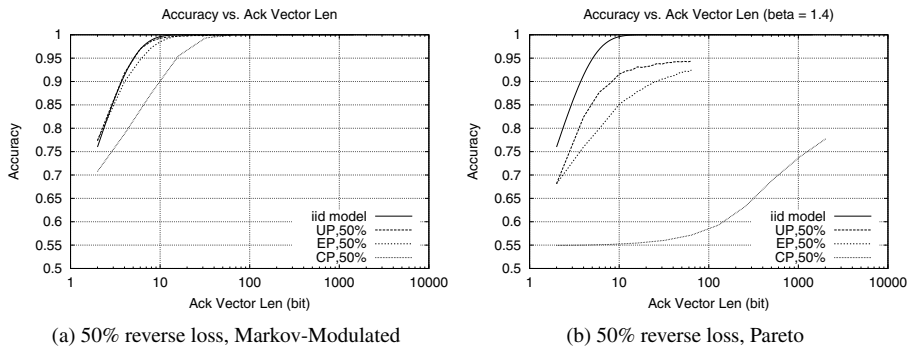 Accuracy vs. Ack Vector Len
1
0.95
0.9
0.85
0.8
0.75
0.7
0.65
0.6
0.55
0.5
Accuracy
iid model
UP,50%
EP,50%
CP,50%
1 10 100 1000 10000
Ack Vector Len (bit)
(a) 50% reverse loss, Markov-Modulated
Accuracy vs. Ack Vector Len (beta = 1.4)
1
0.95
0.9
0.85
0.8
0.75
0.7
0.65
0.6
0.55
0.5
Accuracy
iid model
UP,50%
EP,50%
CP,50%
1 10 100 1000 10000
Ack Vector Len (bit)
(b) 50% reverse loss, Pareto